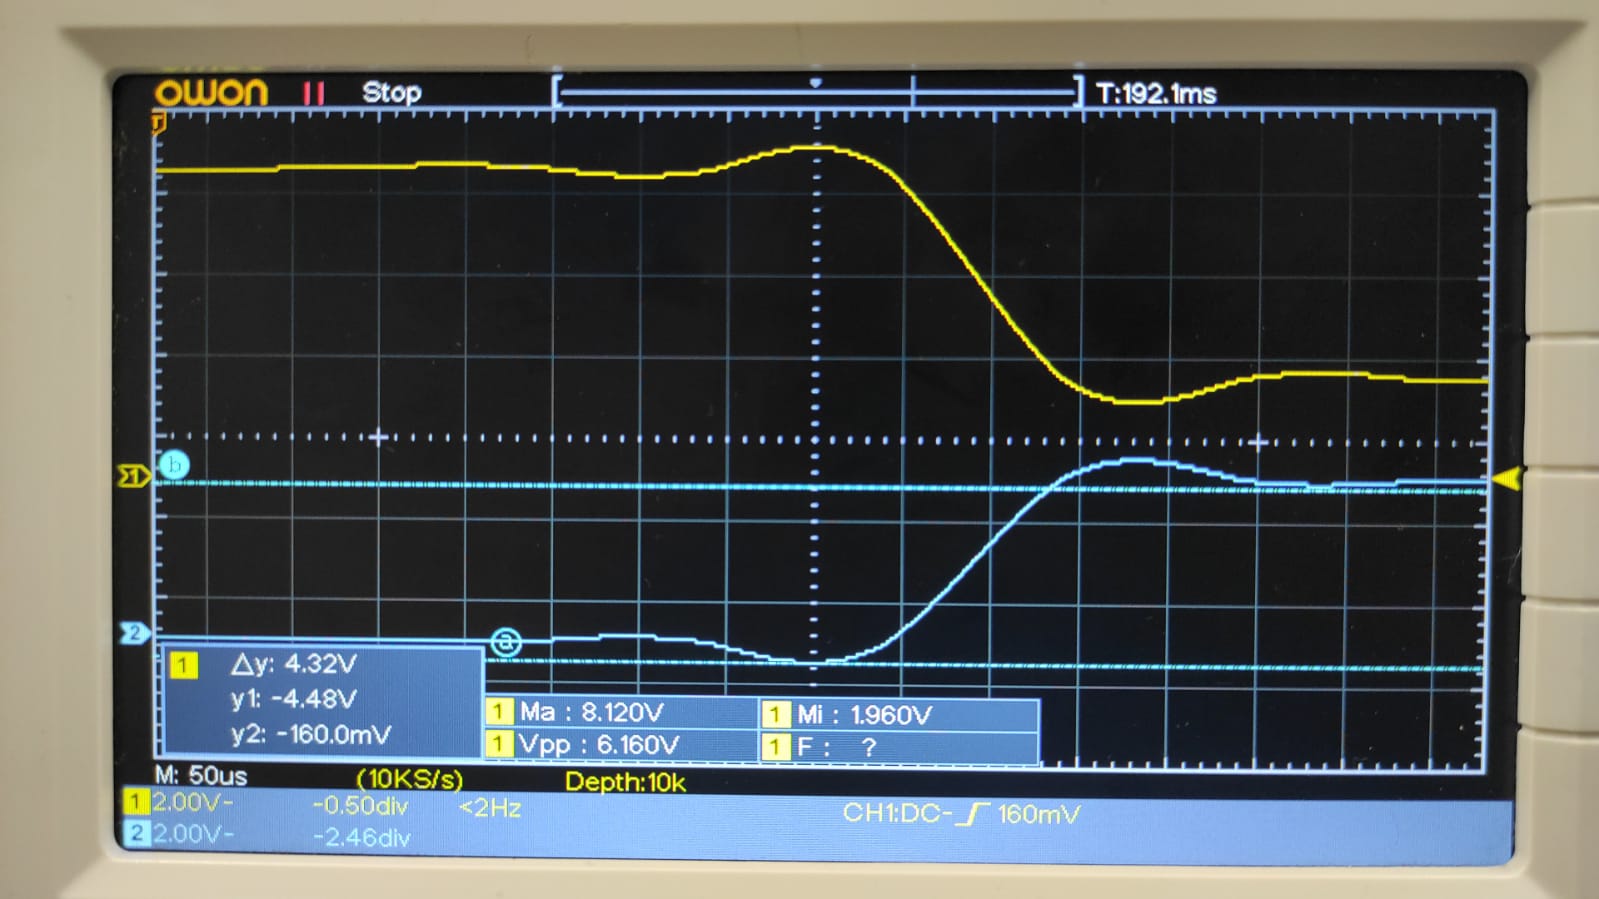 OWON Stop T:192.1ms
T
b
1
2
a
1 Δy: 4.32V
y1: -4.48V
y2: -160.0mV
1 Ma : 8.120V 1 Mi : 1.960V
1 Vpp : 6.160V 1 F : ?
M: 50us (10KS/s) Depth:10k
1 2.00V- -0.50div <2Hz CH1:DC- 160mV
2 2.00V- -2.46div